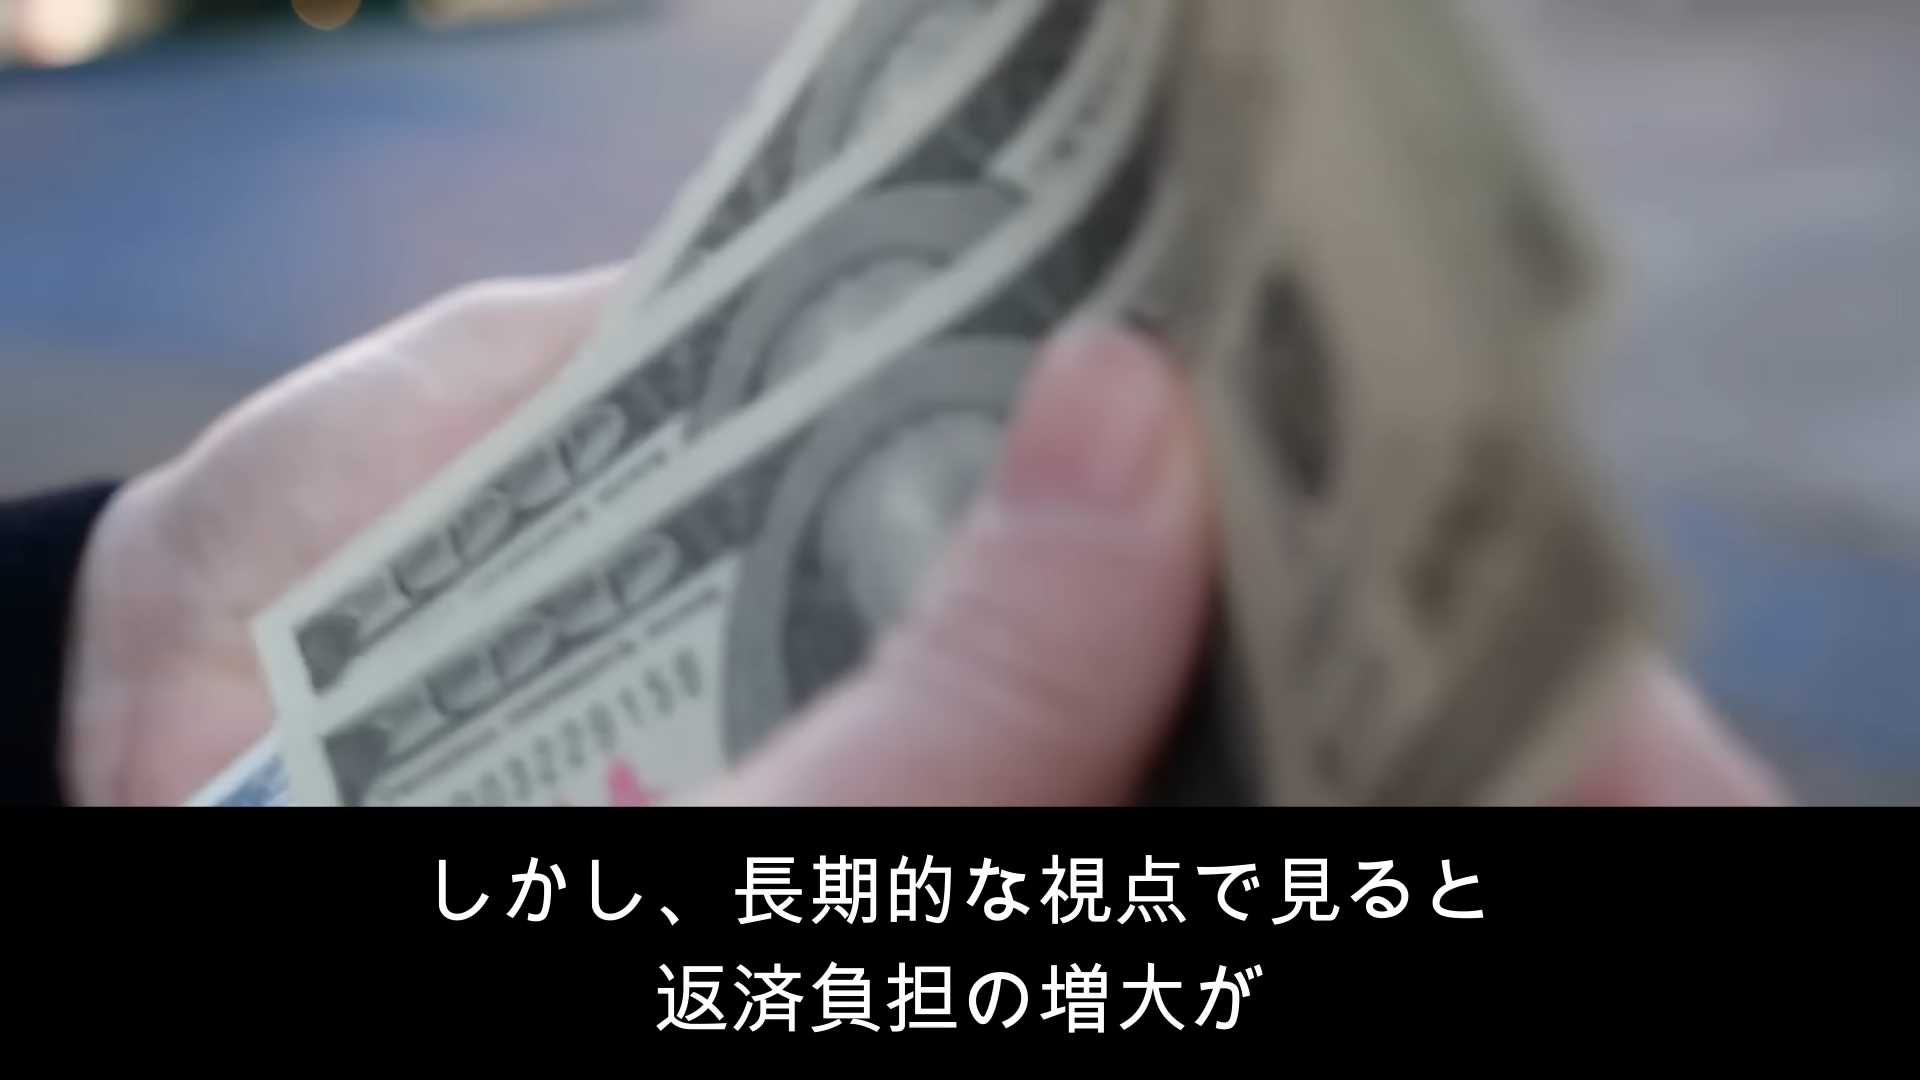 しかし、長期的な視点で見ると
返済負担の増大が